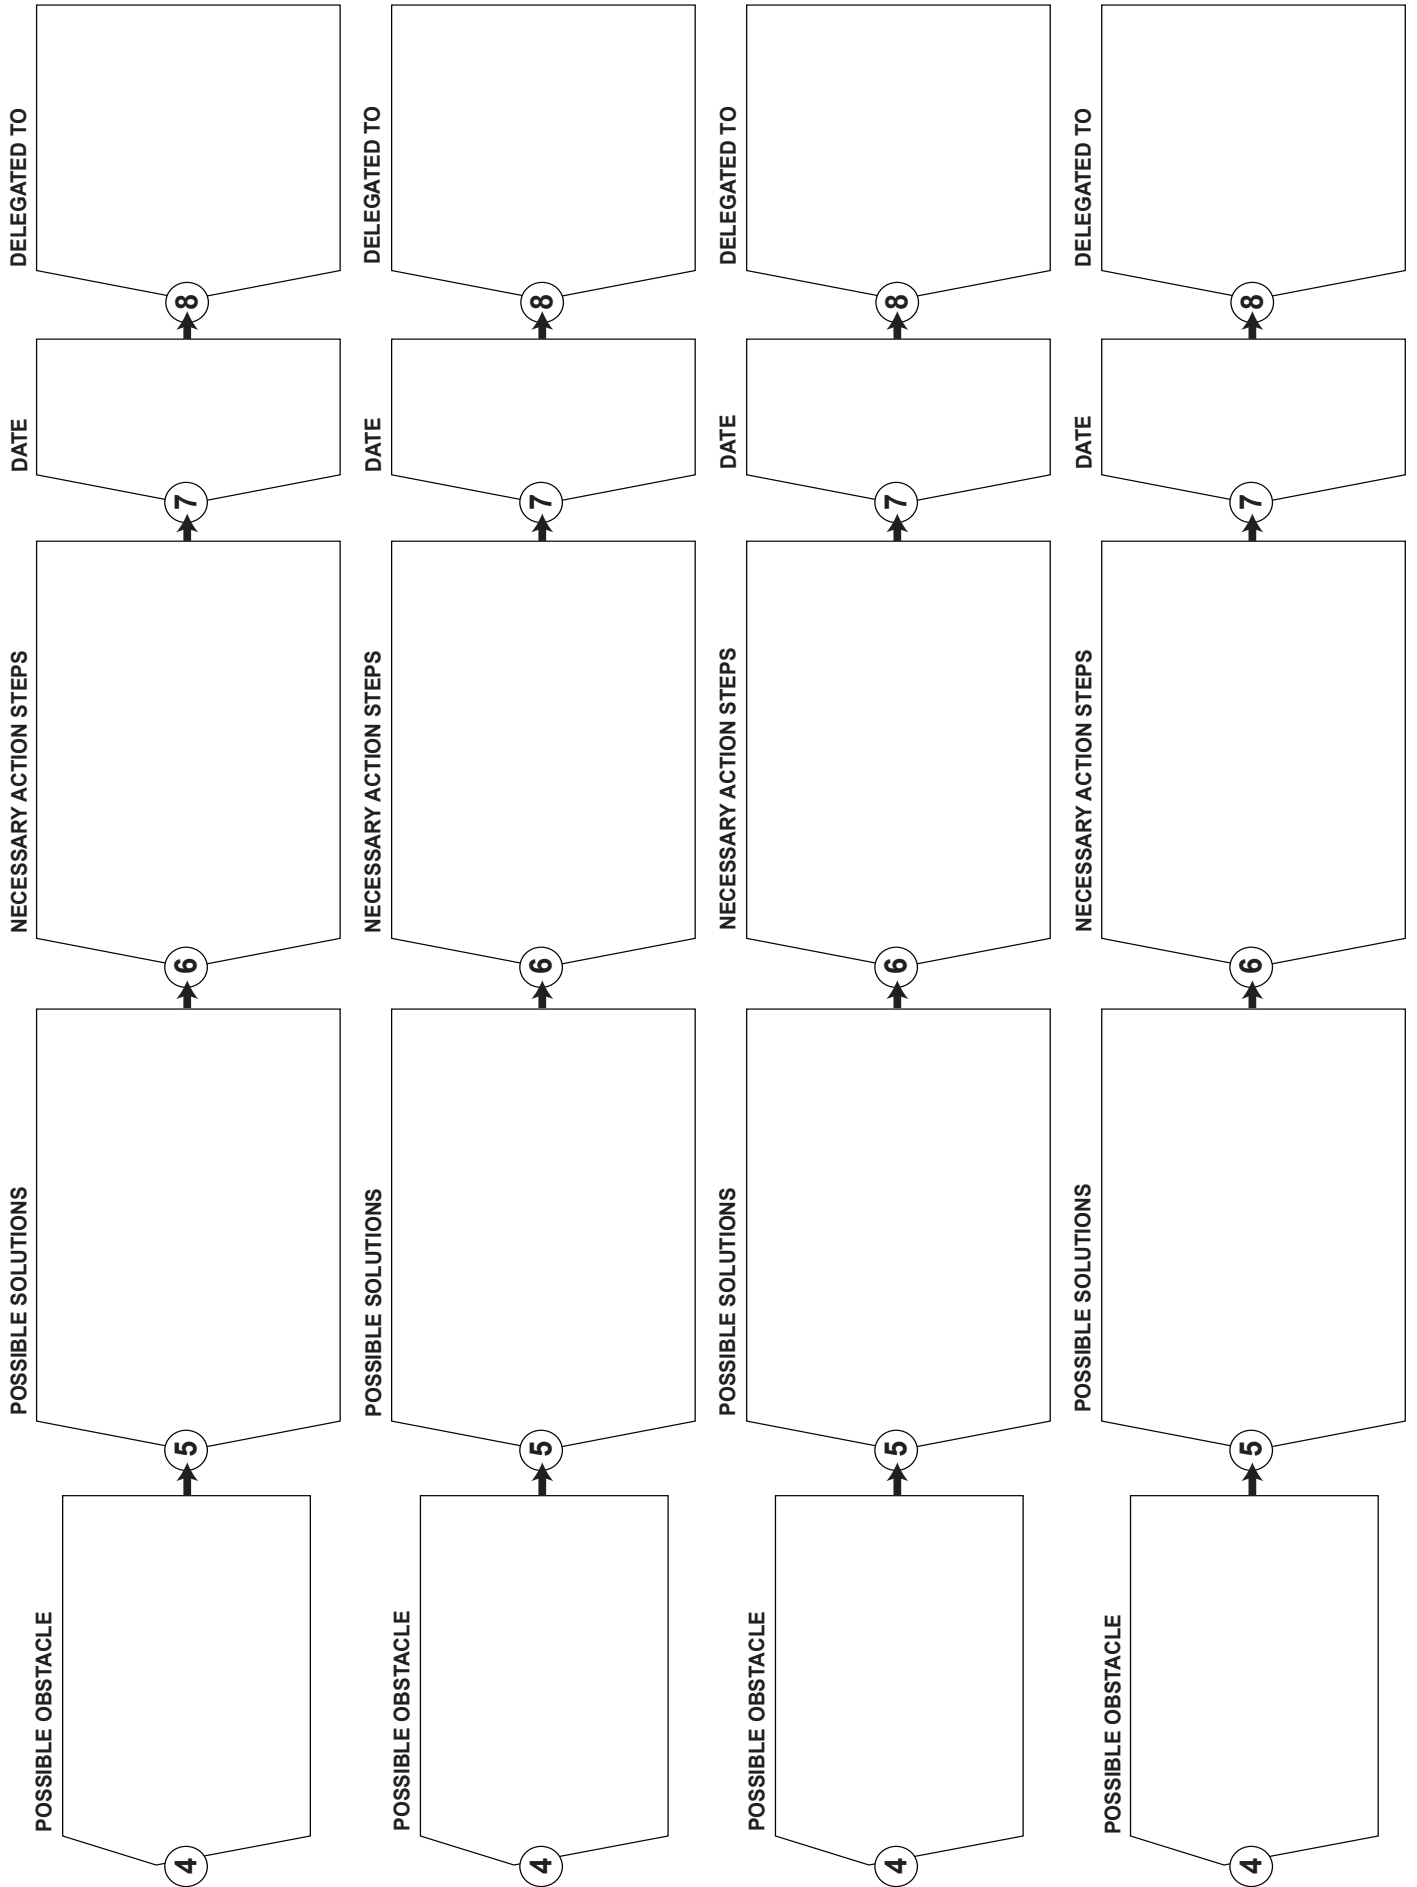 POSSIBLE OBSTACLE
POSSIBLE SOLUTIONS
NECESSARY ACTION STEPS
DATE
DELEGATED TO
4
5
6
7
8
POSSIBLE OBSTACLE
POSSIBLE SOLUTIONS
NECESSARY ACTION STEPS
DATE
DELEGATED TO
4
5
6
7
8
POSSIBLE OBSTACLE
POSSIBLE SOLUTIONS
NECESSARY ACTION STEPS
DATE
DELEGATED TO
4
5
6
7
8
POSSIBLE OBSTACLE
POSSIBLE SOLUTIONS
NECESSARY ACTION STEPS
DATE
DELEGATED TO
4
5
6
7
8